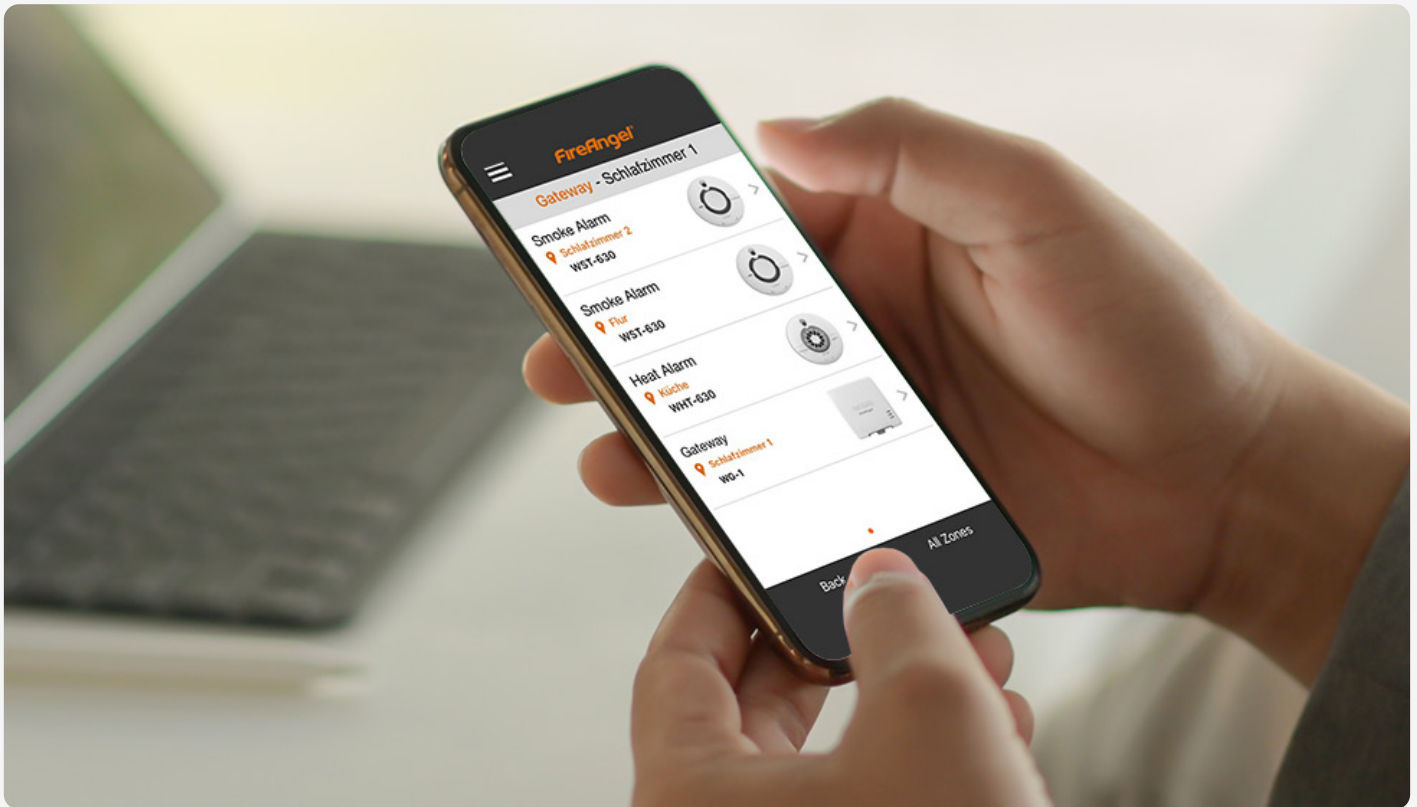 FireAngel
Gateway - Schlafzimmer 1
Smoke Alarm
Schlafzimmer 2
WST-630
Smoke Alarm
Flur
WST-630
Heat Alarm
Küche
WHT-630
Gateway
Schlafzimmer 1
WG-1
Back
All Zones